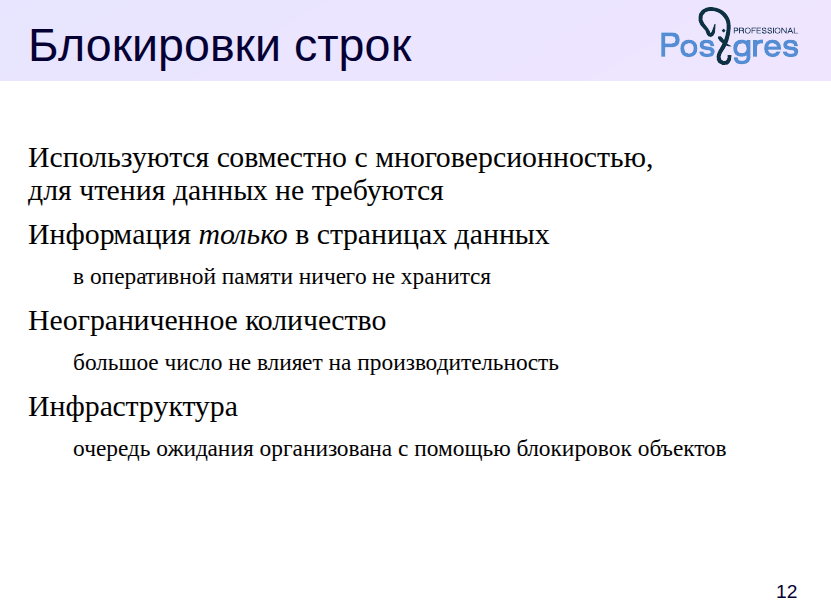 Блокировки строк
PROFESSIONAL
Postgres
Используются совместно с многоверсионностью,
для чтения данных не требуются
Информация только в страницах данных
в оперативной памяти ничего не хранится
Неограниченное количество
большое число не влияет на производительность
Инфраструктура
очередь ожидания организована с помощью блокировок объектов
12